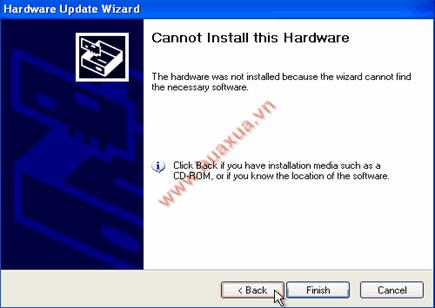 Hardware Update Wizard
Cannot Install this Hardware
The hardware was not installed because the wizard cannot find
the necessary software.
www.auaxua.vn
Click Back if you have installation media such as a
CD-ROM, or if you know the location of the software.
< Back
Finish
Cancel